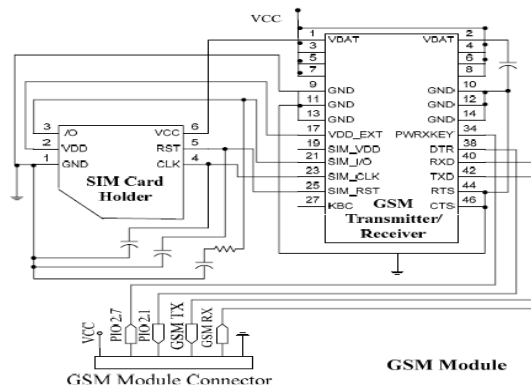 VCC
1 VBAT VBAT 2
3 4
5 6
7 8
9 GND GND 10
11 GND GND 12
13 GND GND 14
17 VDD_EXT PWRXKEY 34
19 SIM_VDD DTR 38
21 SIM_I/O RXD 40
23 SIM_CLK TXD 42
25 SIM_RST RTS 44
27 KBC CTS 46
GSM
Transmitter/
Receiver
3 /O VCC 6
2 VDD RST 5
1 GND CLK 4
SIM Card
Holder
VCC
PIO 2.7
PIO 2.1
GSM TX
GSM RX
GSM Module Connector
GSM Module